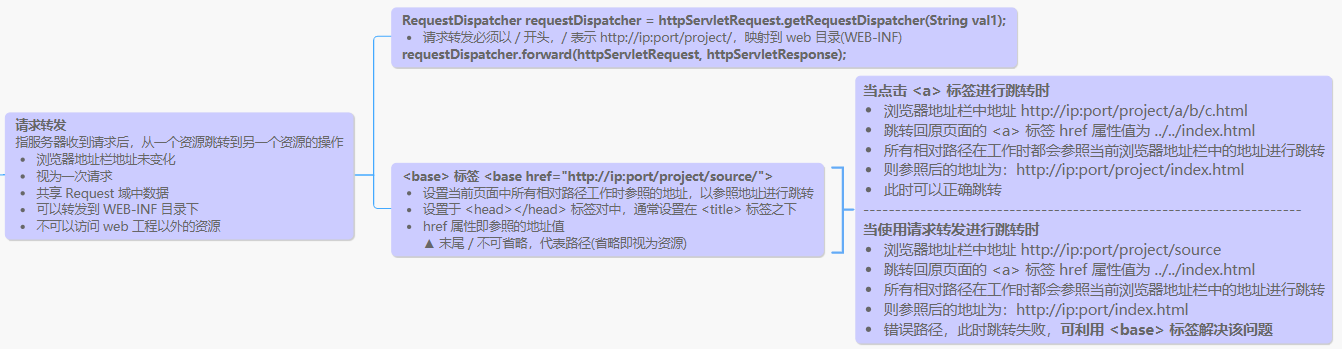 请求转发
指服务器收到请求后，从一个资源跳转到另一个资源的操作
• 浏览器地址栏地址未变化
• 视为一次请求
• 共享 Request 域中数据
• 可以转发到 WEB-INF 目录下
• 不可以访问 web 工程以外的资源
RequestDispatcher requestDispatcher = httpServletRequest.getRequestDispatcher(String val1);
• 请求转发必须以 / 开头，/ 表示 http://ip:port/project/，映射到 web 目录(WEB-INF)
requestDispatcher.forward(httpServletRequest, httpServletResponse);
<base> 标签 <base href="http://ip:port/project/source/">
• 设置当前页面中所有相对路径工作时参照的地址，以参照地址进行跳转
• 设置于 <head></head> 标签对中，通常设置在 <title> 标签之下
• href 属性即参照的地址值
▲ 末尾 / 不可省略，代表路径(省略即视为资源)
当点击 <a> 标签进行跳转时
• 浏览器地址栏中地址 http://ip:port/project/a/b/c.html
• 跳转回原页面的 <a> 标签 href 属性值为 ../../index.html
• 所有相对路径在工作时都会参照当前浏览器地址栏中的地址进行跳转
• 则参照后的地址为：http://ip:port/project/index.html
• 此时可以正确跳转
-----------------------------------------------------------------
当使用请求转发进行跳转时
• 浏览器地址栏中地址 http://ip:port/project/source
• 跳转回原页面的 <a> 标签 href 属性值为 ../../index.html
• 所有相对路径在工作时都会参照当前浏览器地址栏中的地址进行跳转
• 则参照后的地址为：http://ip:port/index.html
• 错误路径，此时跳转失败，可利用 <base> 标签解决该问题